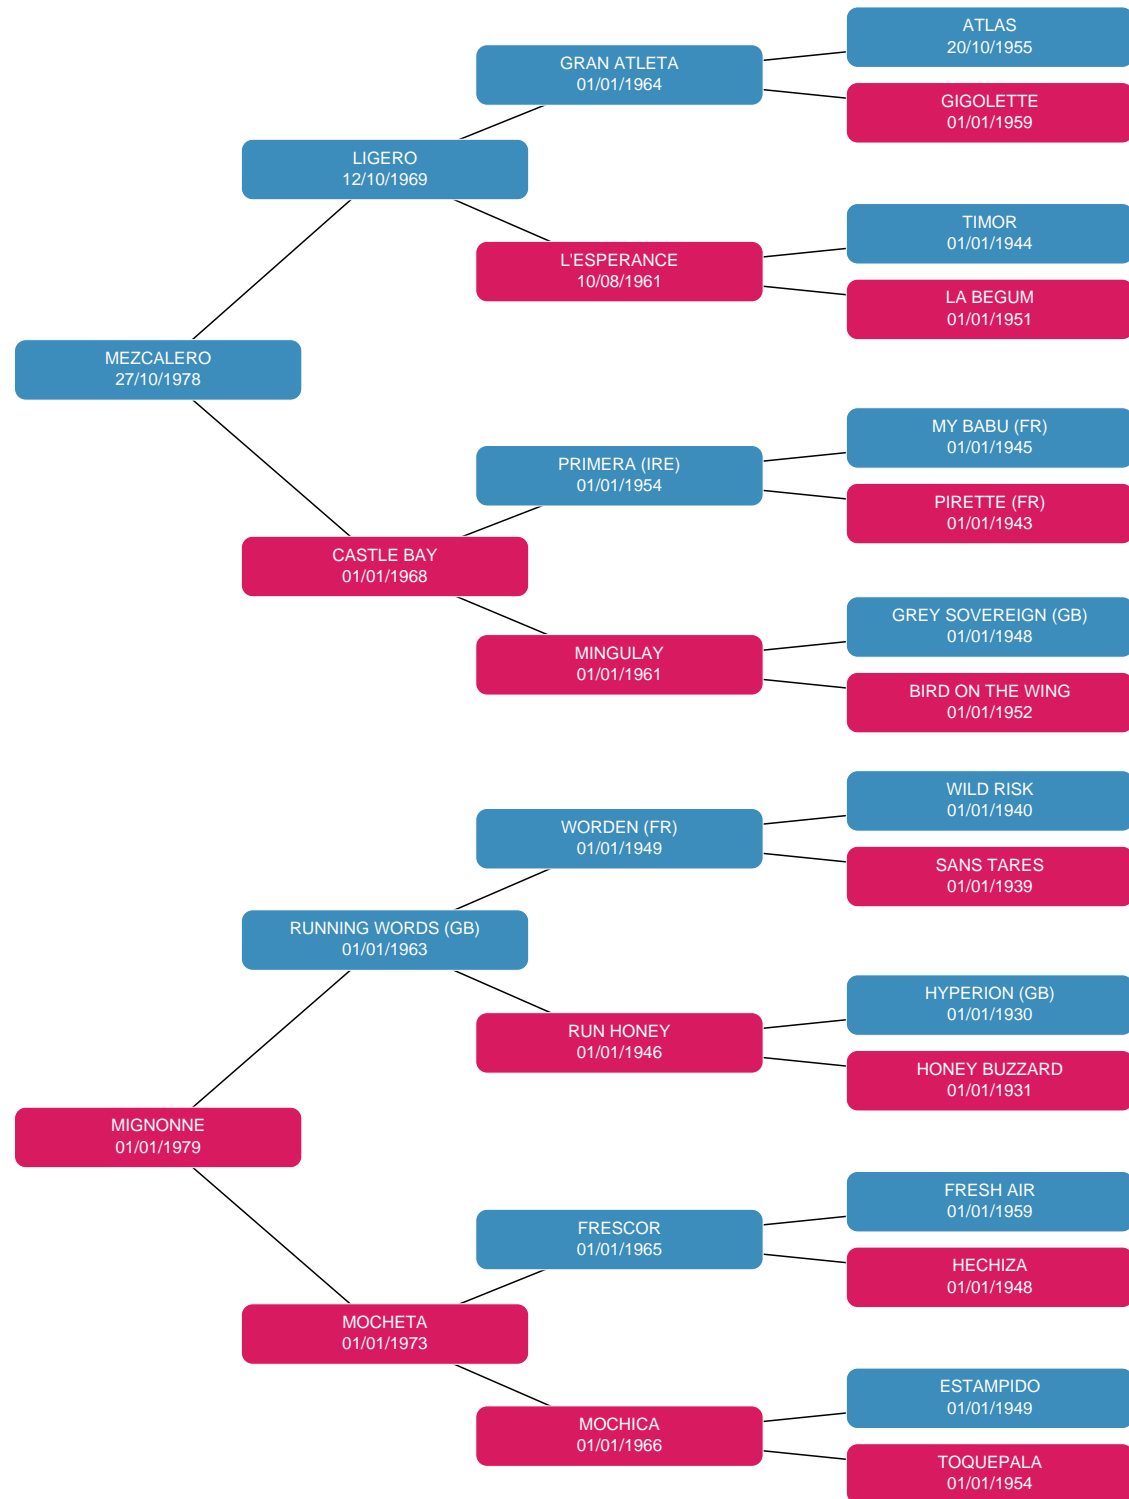 ATLAS
20/10/1955
GRAN ATLETA
01/01/1964
GIGOLETTE
01/01/1959
LIGERO
12/10/1969
TIMOR
01/01/1944
L'ESPERANCE
10/08/1961
LA BEGUM
01/01/1951
MEZCALERO
27/10/1978
MY BABU (FR)
01/01/1945
PRIMERA (IRE)
01/01/1954
PIRETTE (FR)
01/01/1943
CASTLE BAY
01/01/1968
GREY SOVEREIGN (GB)
01/01/1948
MINGULAY
01/01/1961
BIRD ON THE WING
01/01/1952
WILD RISK
01/01/1940
WORDEN (FR)
01/01/1949
SANS TARES
01/01/1939
RUNNING WORDS (GB)
01/01/1963
HYPERION (GB)
01/01/1930
RUN HONEY
01/01/1946
HONEY BUZZARD
01/01/1931
MIGNONNE
01/01/1979
FRESH AIR
01/01/1959
FRESCOR
01/01/1965
HECHIZA
01/01/1948
MOCHETA
01/01/1973
ESTAMPIDO
01/01/1949
MOCHICA
01/01/1966
TOQUEPALA
01/01/1954